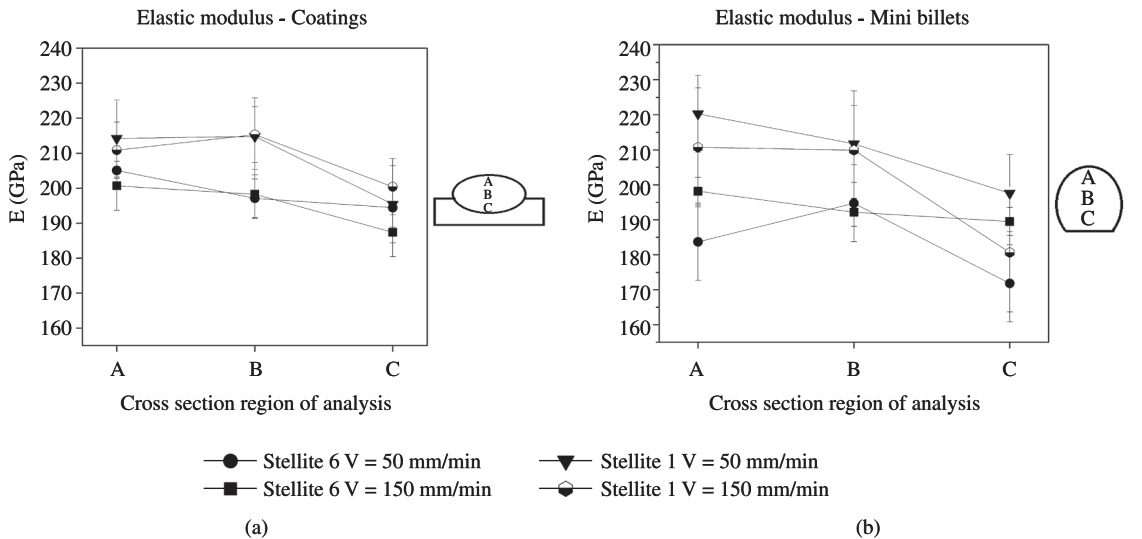 Elastic modulus - Coatings
240
230
220
210
200
190
180
170
160
E (GPa)
A
B
C
A
B
C
Cross section region of analysis
Elastic modulus - Mini billets
240
230
220
210
200
190
180
170
160
E (GPa)
A
B
C
A
B
C
Cross section region of analysis
Stellite 6 V = 50 mm/min
Stellite 1 V = 50 mm/min
Stellite 6 V = 150 mm/min
Stellite 1 V = 150 mm/min
(a)
(b)